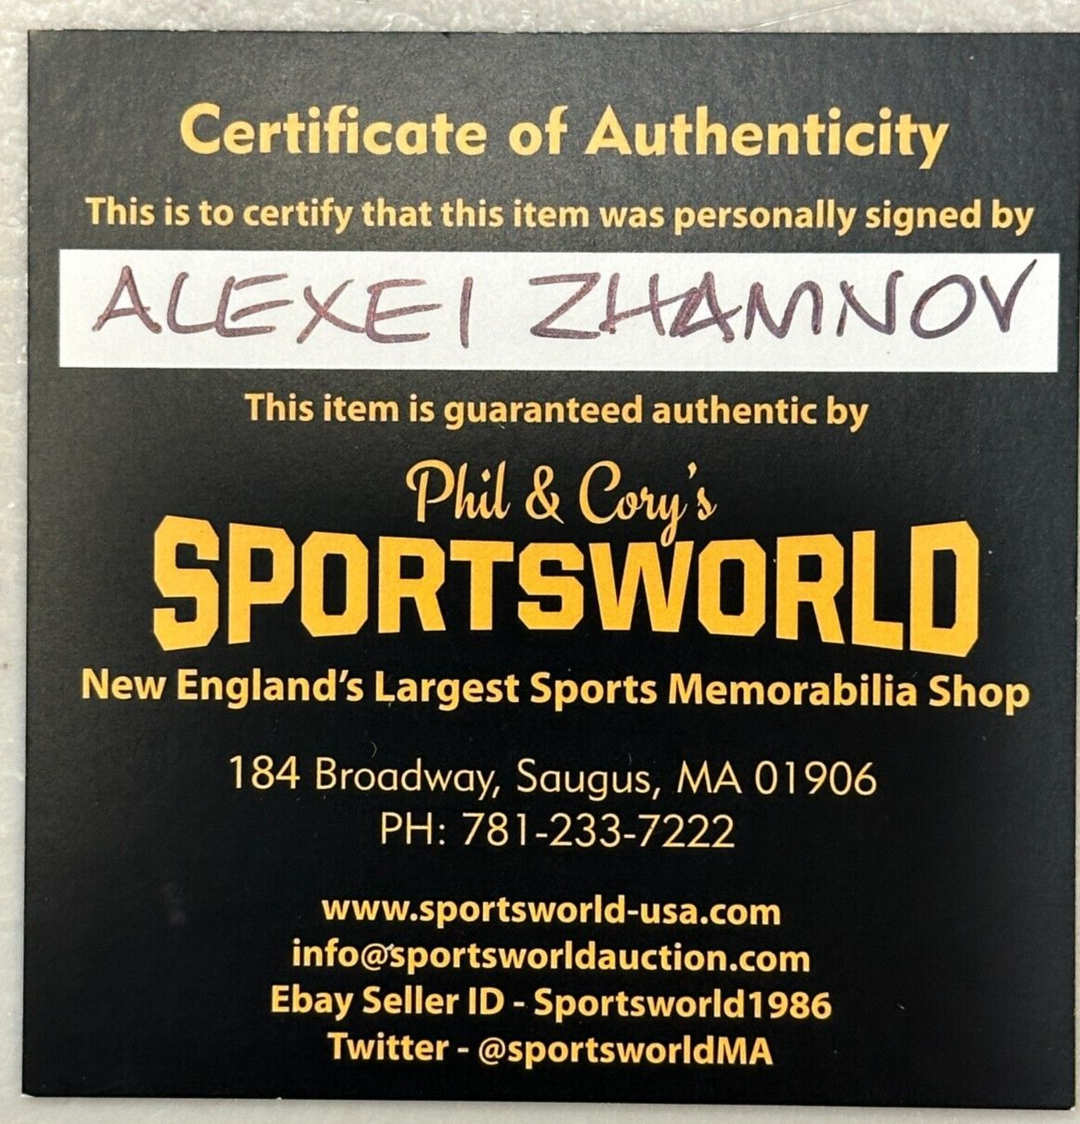 Certificate of Authenticity
This is to certify that this item was personally signed by
ALEXEI ZHAMNOV
This item is guaranteed authentic by
Phil & Cory's
SPORTSWORLD
New England's Largest Sports Memorabilia Shop
184 Broadway, Saugus, MA 01906
PH: 781-233-7222
www.sportsworld-usa.com
info@sportsworldauction.com
Ebay Seller ID - Sportsworld1986
Twitter - @sportsworldMA